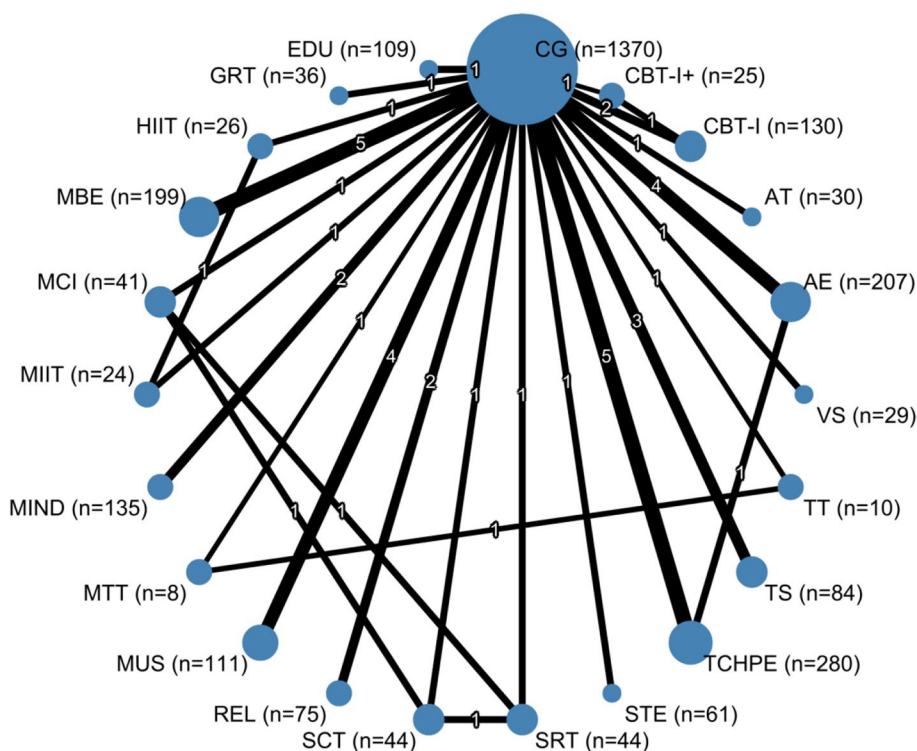 EDU (n=109)
1
CG (n=1370)
GRT (n=36)
1
1
CBT-I+ (n=25)
HIIT (n=26)
1
2
1
CBT-I (n=130)
5
1
MBE (n=199)
1
1
4
AT (n=30)
1
1
MCI (n=41)
1
2
1
AE (n=207)
1
3
MIIT (n=24)
4
5
2
1
1
1
1
VS (n=29)
MIND (n=135)
1
1
1
1
TT (n=10)
MTT (n=8)
TS (n=84)
MUS (n=111)
TCHPE (n=280)
REL (n=75)
STE (n=61)
SCT (n=44)
1
SRT (n=44)